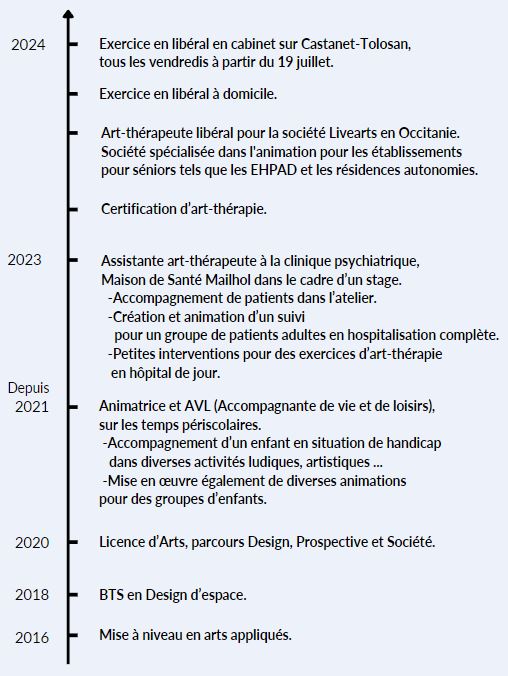 2024
Exercice en libéral en cabinet sur Castanet-Tolosan,
tous les vendredis à partir du 19 juillet.
Exercice en libéral à domicile.
Art-thérapeute libéral pour la société Livearts en Occitanie.
Société spécialisée dans l'animation pour les établissements
pour séniors tels que les EHPAD et les résidences autonomies.
Certification d’art-thérapie.
2023
Assistante art-thérapeute à la clinique psychiatrique,
Maison de Santé Mailhol dans le cadre d’un stage.
-Accompagnement de patients dans l’atelier.
-Création et animation d’un suivi
pour un groupe de patients adultes en hospitalisation complète.
-Petites interventions pour des exercices d’art-thérapie
en hôpital de jour.
Depuis
2021
Animatrice et AVL (Accompagnante de vie et de loisirs),
sur les temps périscolaires.
-Accompagnement d’un enfant en situation de handicap
dans diverses activités ludiques, artistiques ...
-Mise en œuvre également de diverses animations
pour des groupes d’enfants.
2020
Licence d’Arts, parcours Design, Prospective et Société.
2018
BTS en Design d’espace.
2016
Mise à niveau en arts appliqués.